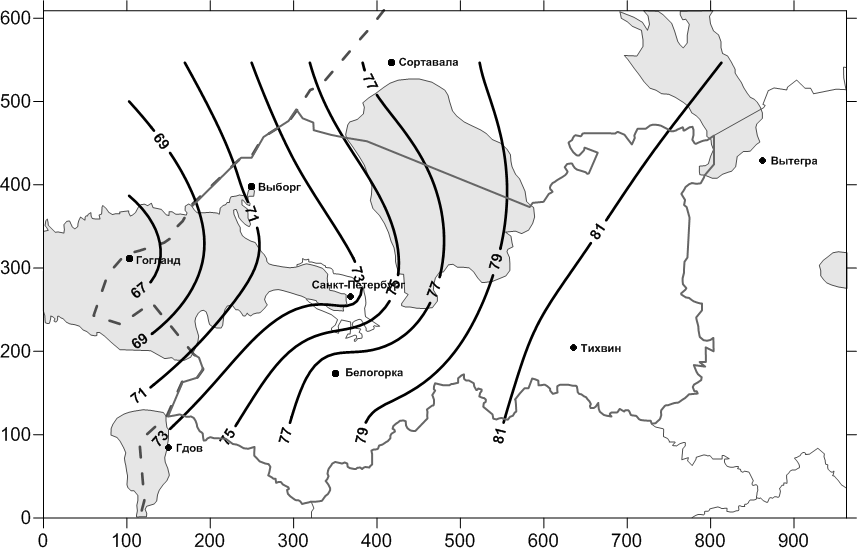 600
Сортавала
77
500
69
Вытегра
400
Выборг
71
81
79
Гогланд
300
73
Санкт-Петербург
75
77
67
69
200
Тихвин
Белогорка
71
73
75
77
79
81
100
Гдов
0
0 100 200 300 400 500 600 700 800 900